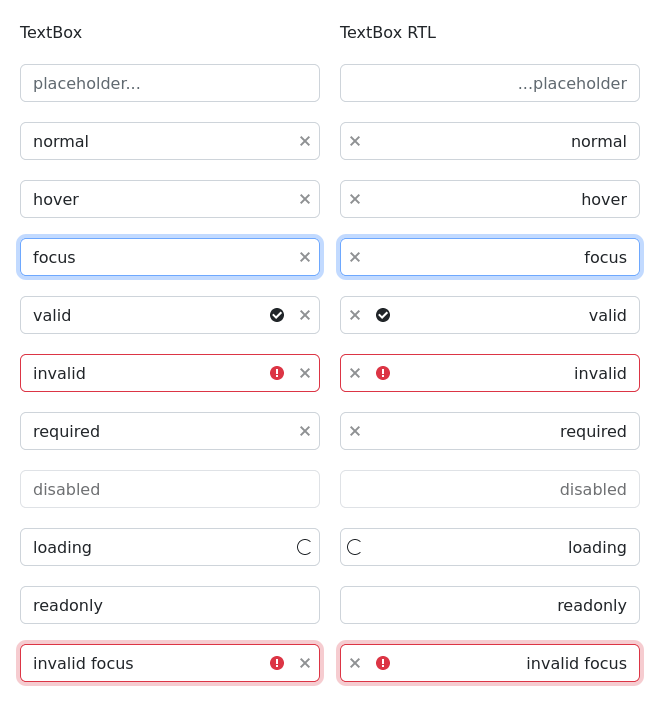 TextBox
TextBox RTL
placeholder...
...placeholder
normal
normal
hover
hover
focus
focus
valid
valid
invalid
invalid
required
required
disabled
disabled
loading
loading
readonly
readonly
invalid focus
invalid focus